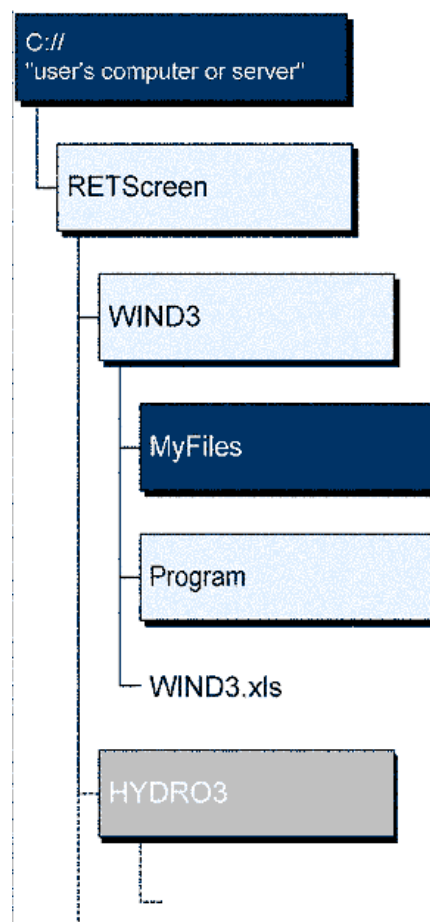 C://
"user's computer or server"
RETScreen
WIND3
MyFiles
Program
WIND3.xls
HYDRO3